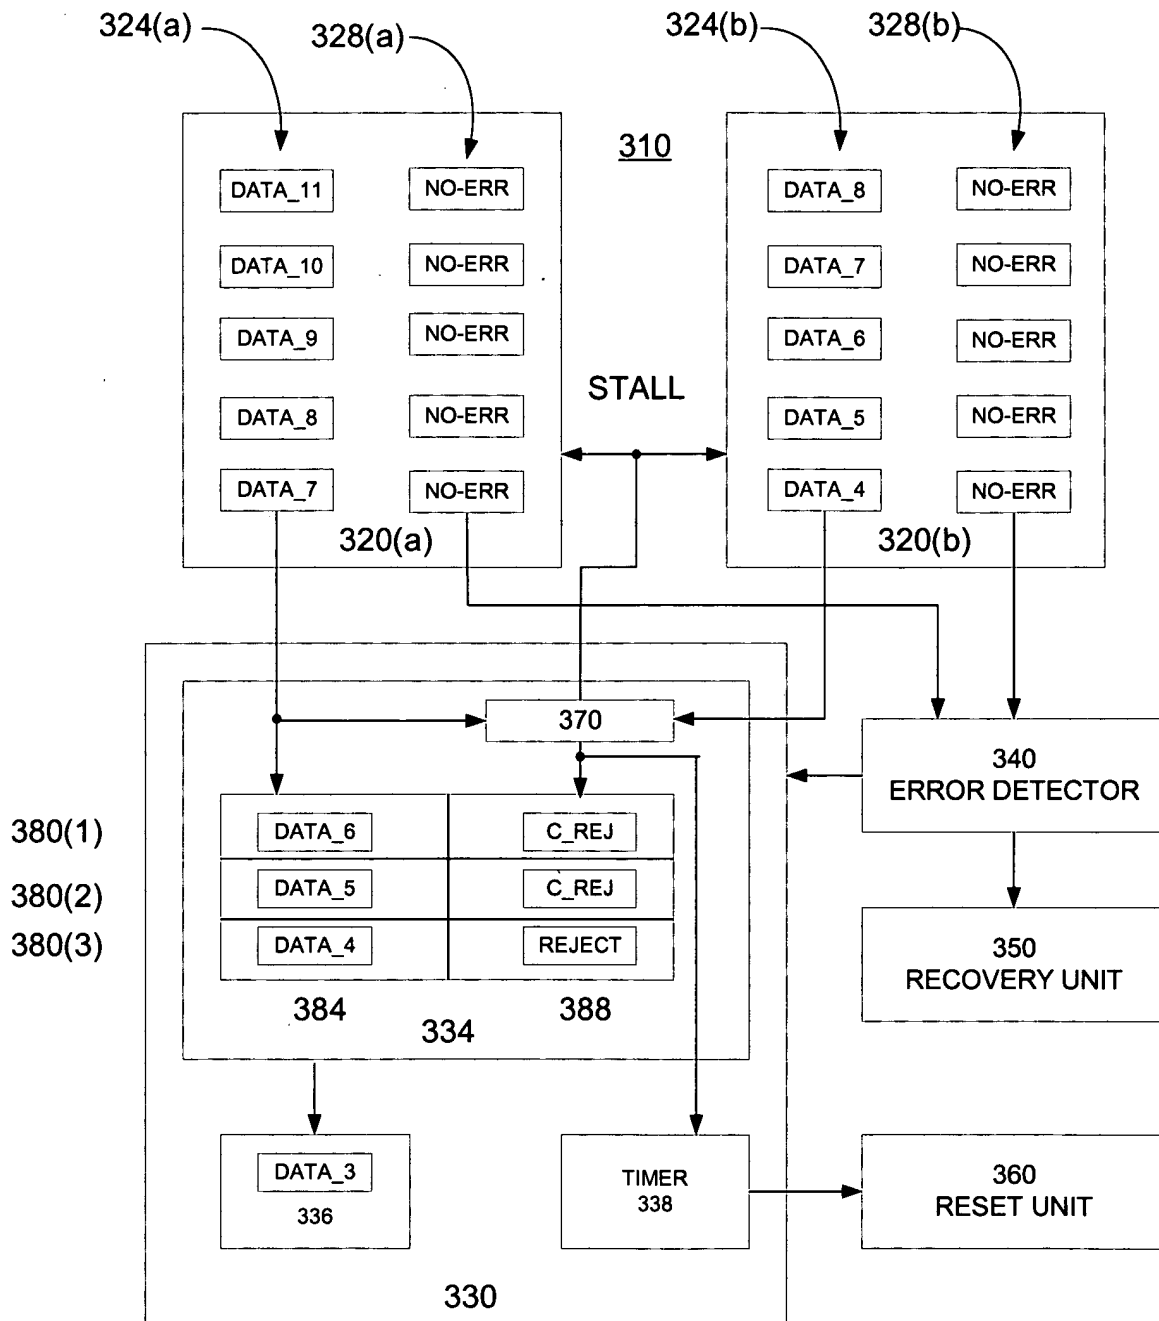 324(a)
328(a)
324(b)
328(b)
310
DATA_11
NO-ERR
DATA_10
NO-ERR
DATA_9
NO-ERR
DATA_8
NO-ERR
DATA_7
NO-ERR
320(a)
STALL
DATA_8
NO-ERR
DATA_7
NO-ERR
DATA_6
NO-ERR
DATA_5
NO-ERR
DATA_4
NO-ERR
320(b)
370
380(1)
DATA_6
C_REJ
380(2)
DATA_5
C_REJ
380(3)
DATA_4
REJECT
384
388
334
340
ERROR DETECTOR
350
RECOVERY UNIT
DATA_3
336
TIMER
338
360
RESET UNIT
330